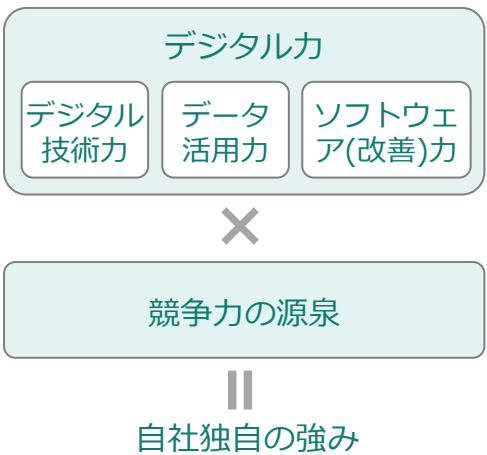 デジタル力
デジタル
技術力
データ
活用力
ソフトウェ
ア(改善)力
×
競争力の源泉
自社独自の強み